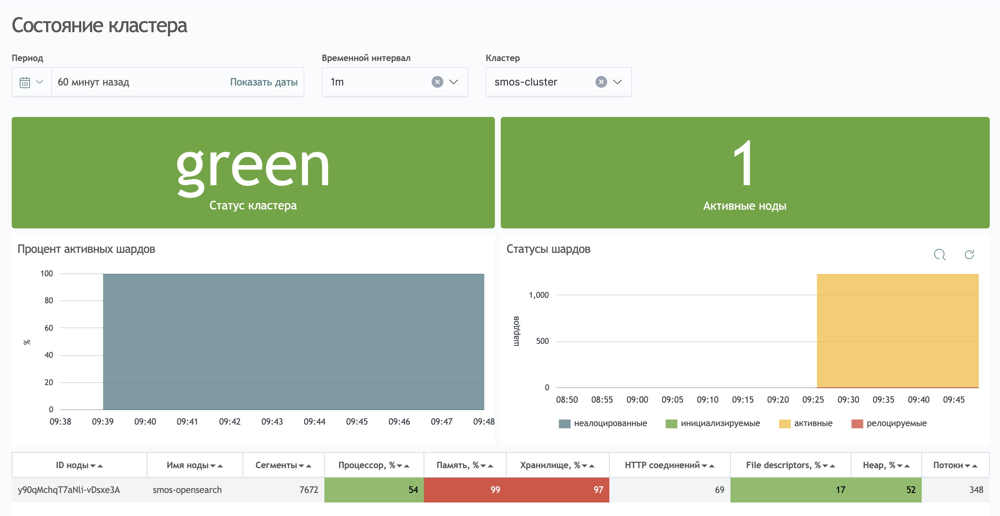 Состояние кластера
Период
Временной интервал
Кластер
60 минут назад
Показать даты
1m
smos-cluster
green
Статус кластера
1
Активные ноды
Процент активных шардов
100
80
60
40
20
0
%
09:38 09:39 09:40 09:41 09:42 09:43 09:44 09:45 09:46 09:47 09:48
Статусы шардов
1,000
500
0
шардов
08:50 08:55 09:00 09:05 09:10 09:15 09:20 09:25 09:30 09:35 09:40 09:45
неалоцированные инициализируемые активные релоцируемые
ID ноды Имя ноды Сегменты Процессор, % Память, % Хранилище, % HTTP соединений File descriptors, % Heap, % Потоки
y90qMchqT7aNli-vDsxe3A smos-opensearch 7672 54 99 97 69 17 52 348